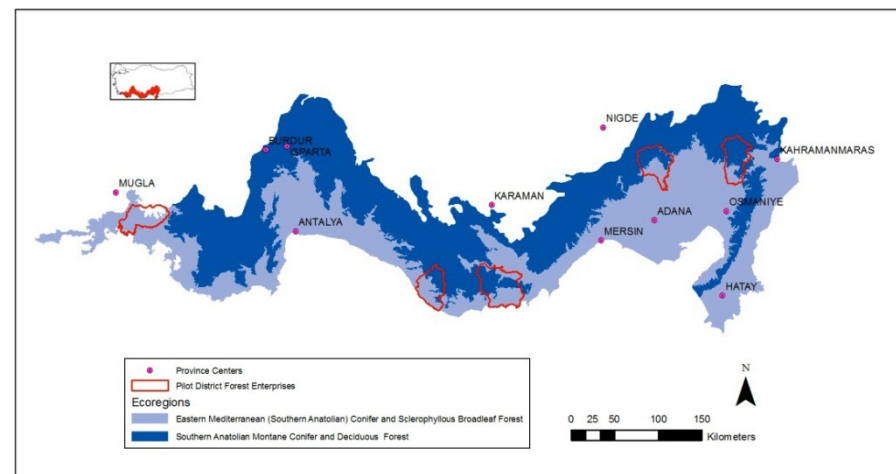 NIGDE
BURDUR
ISPARTA
KAHRAMANMARAS
MUGLA
KARAMAN
OSMANIYE
ADANA
ANTALYA
MERSIN
HATAY
Province Centers
Pilot District Forest Enterprises
Ecoregions
Eastern Mediterranean (Southern Anatolian) Conifer and Sclerophyllous Broadleaf Forest
Southern Anatolian Montane Conifer and Deciduous Forest
N
0 25 50 100 150
Kilometers